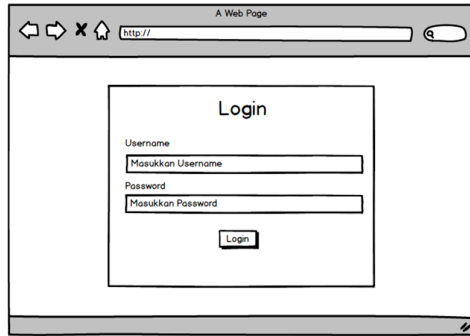 A Web Page
http://
Login
Username
Masukkan Username
Password
Masukkan Password
Login